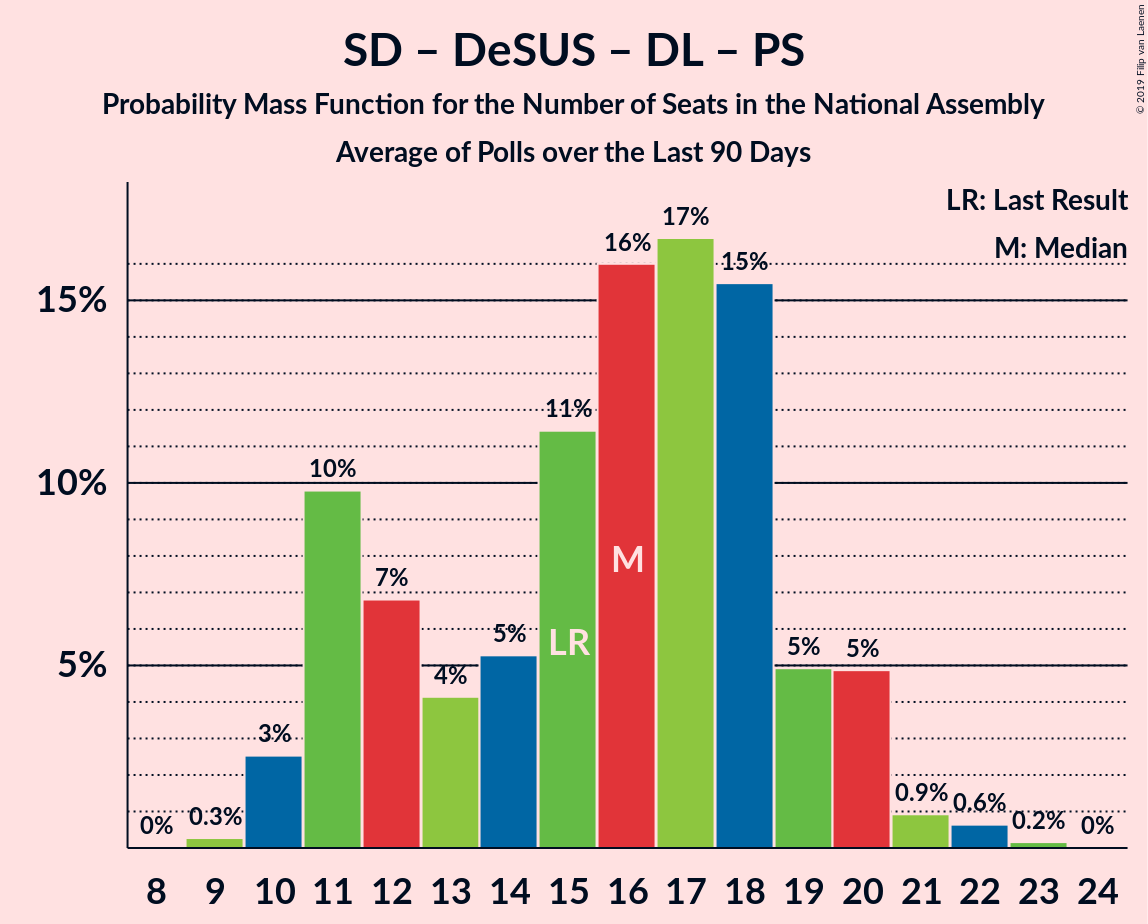 SD – DeSUS – DL – PS
Probability Mass Function for the Number of Seats in the National Assembly
Average of Polls over the Last 90 Days
© 2019 Filip van Laenen
LR: Last Result
M: Median
15%
10%
5%
0%
0.3%
3%
10%
7%
4%
5%
11%
16%
17%
15%
5%
5%
0.9%
0.6%
0.2%
0%
M
LR
8 9 10 11 12 13 14 15 16 17 18 19 20 21 22 23 24